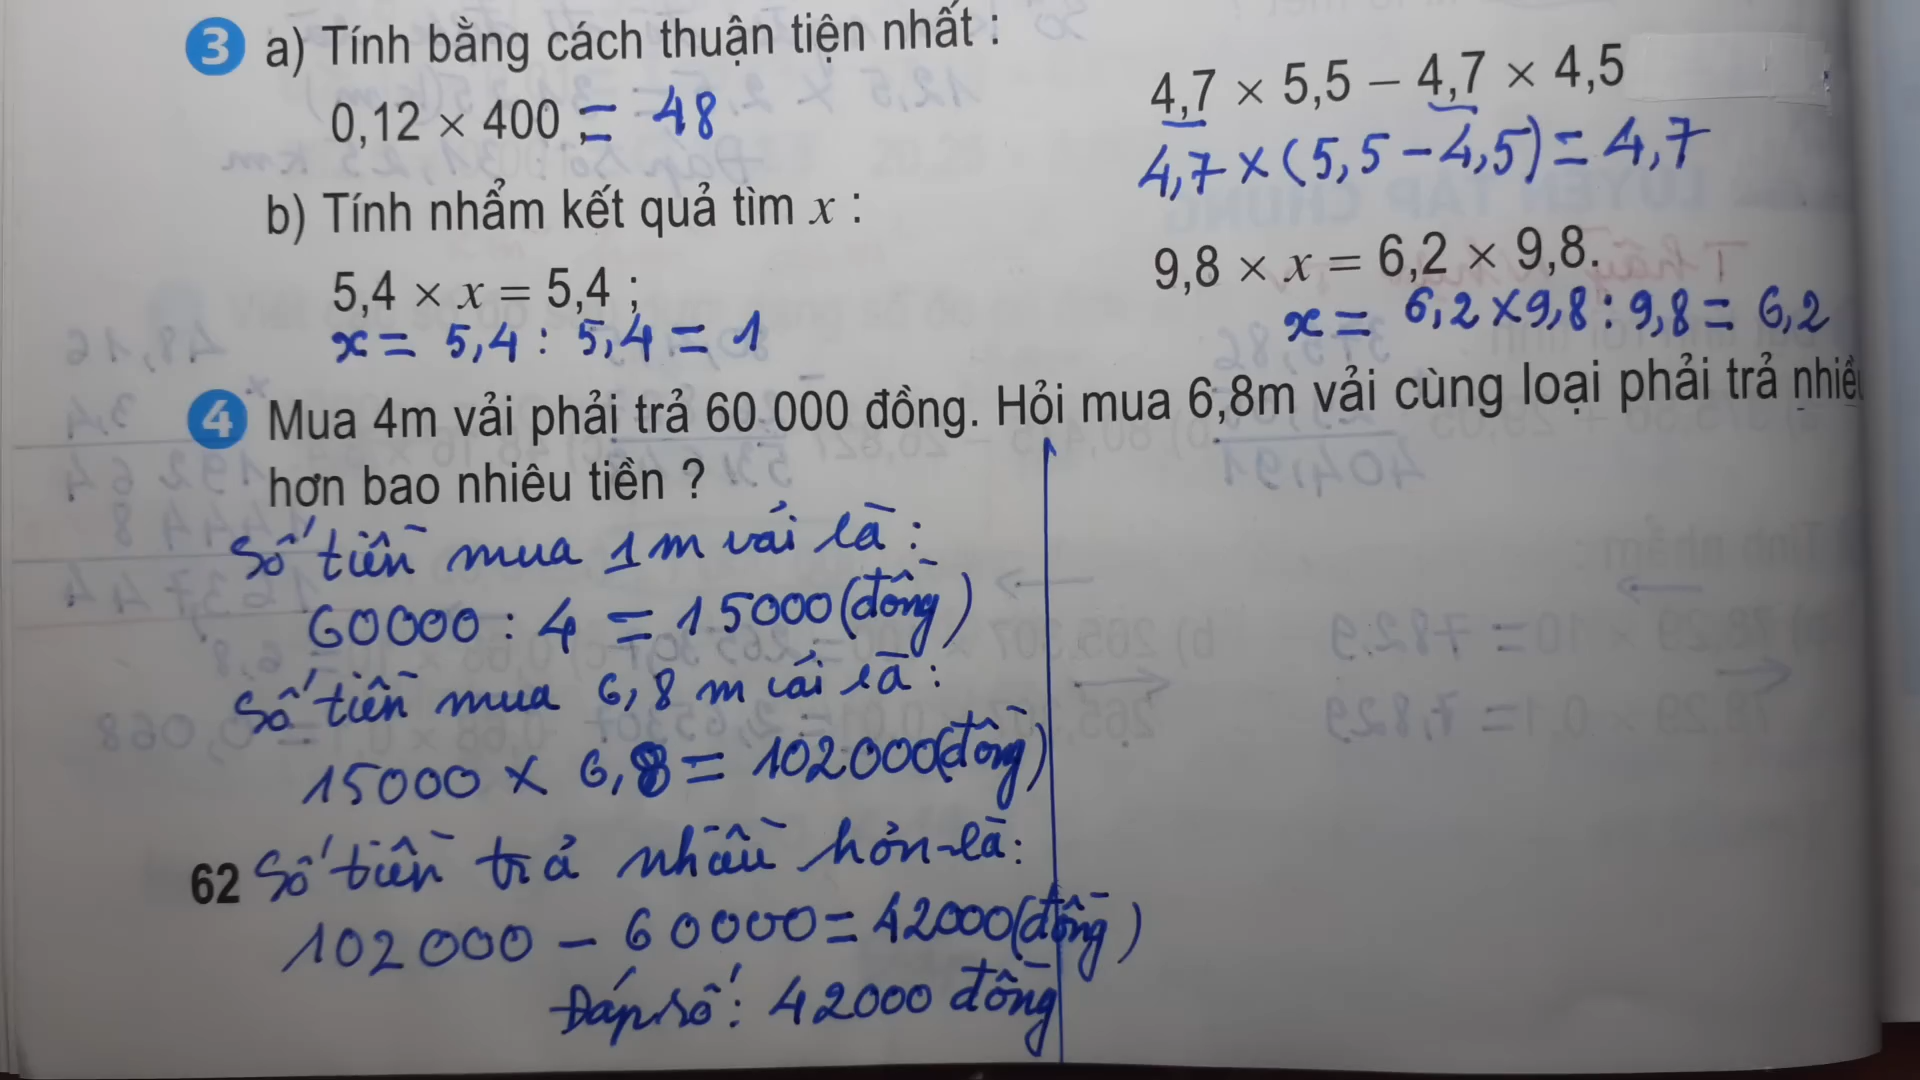 3 a) Tính bằng cách thuận tiện nhất :
0,12 × 400 ; = 48
4,7 × 5,5 – 4,7 × 4,5
4,7 × (5,5 – 4,5) = 4,7
b) Tính nhẩm kết quả tìm x :
5,4 × x = 5,4 ;
x = 5,4 : 5,4 = 1
9,8 × x = 6,2 × 9,8.
x = 6,2 × 9,8 : 9,8 = 6,2
4 Mua 4m vải phải trả 60 000 đồng. Hỏi mua 6,8m vải cùng loại phải trả nhiều
hơn bao nhiêu tiền ?
Số tiền mua 1m vải là :
60000 : 4 = 15000 (đồng)
Số tiền mua 6,8 m vải là :
15000 × 6,8 = 102000 (đồng)
Số tiền trả nhiều hơn là :
102000 – 60000 = 42000 (đồng)
Đáp số : 42000 đồng
62